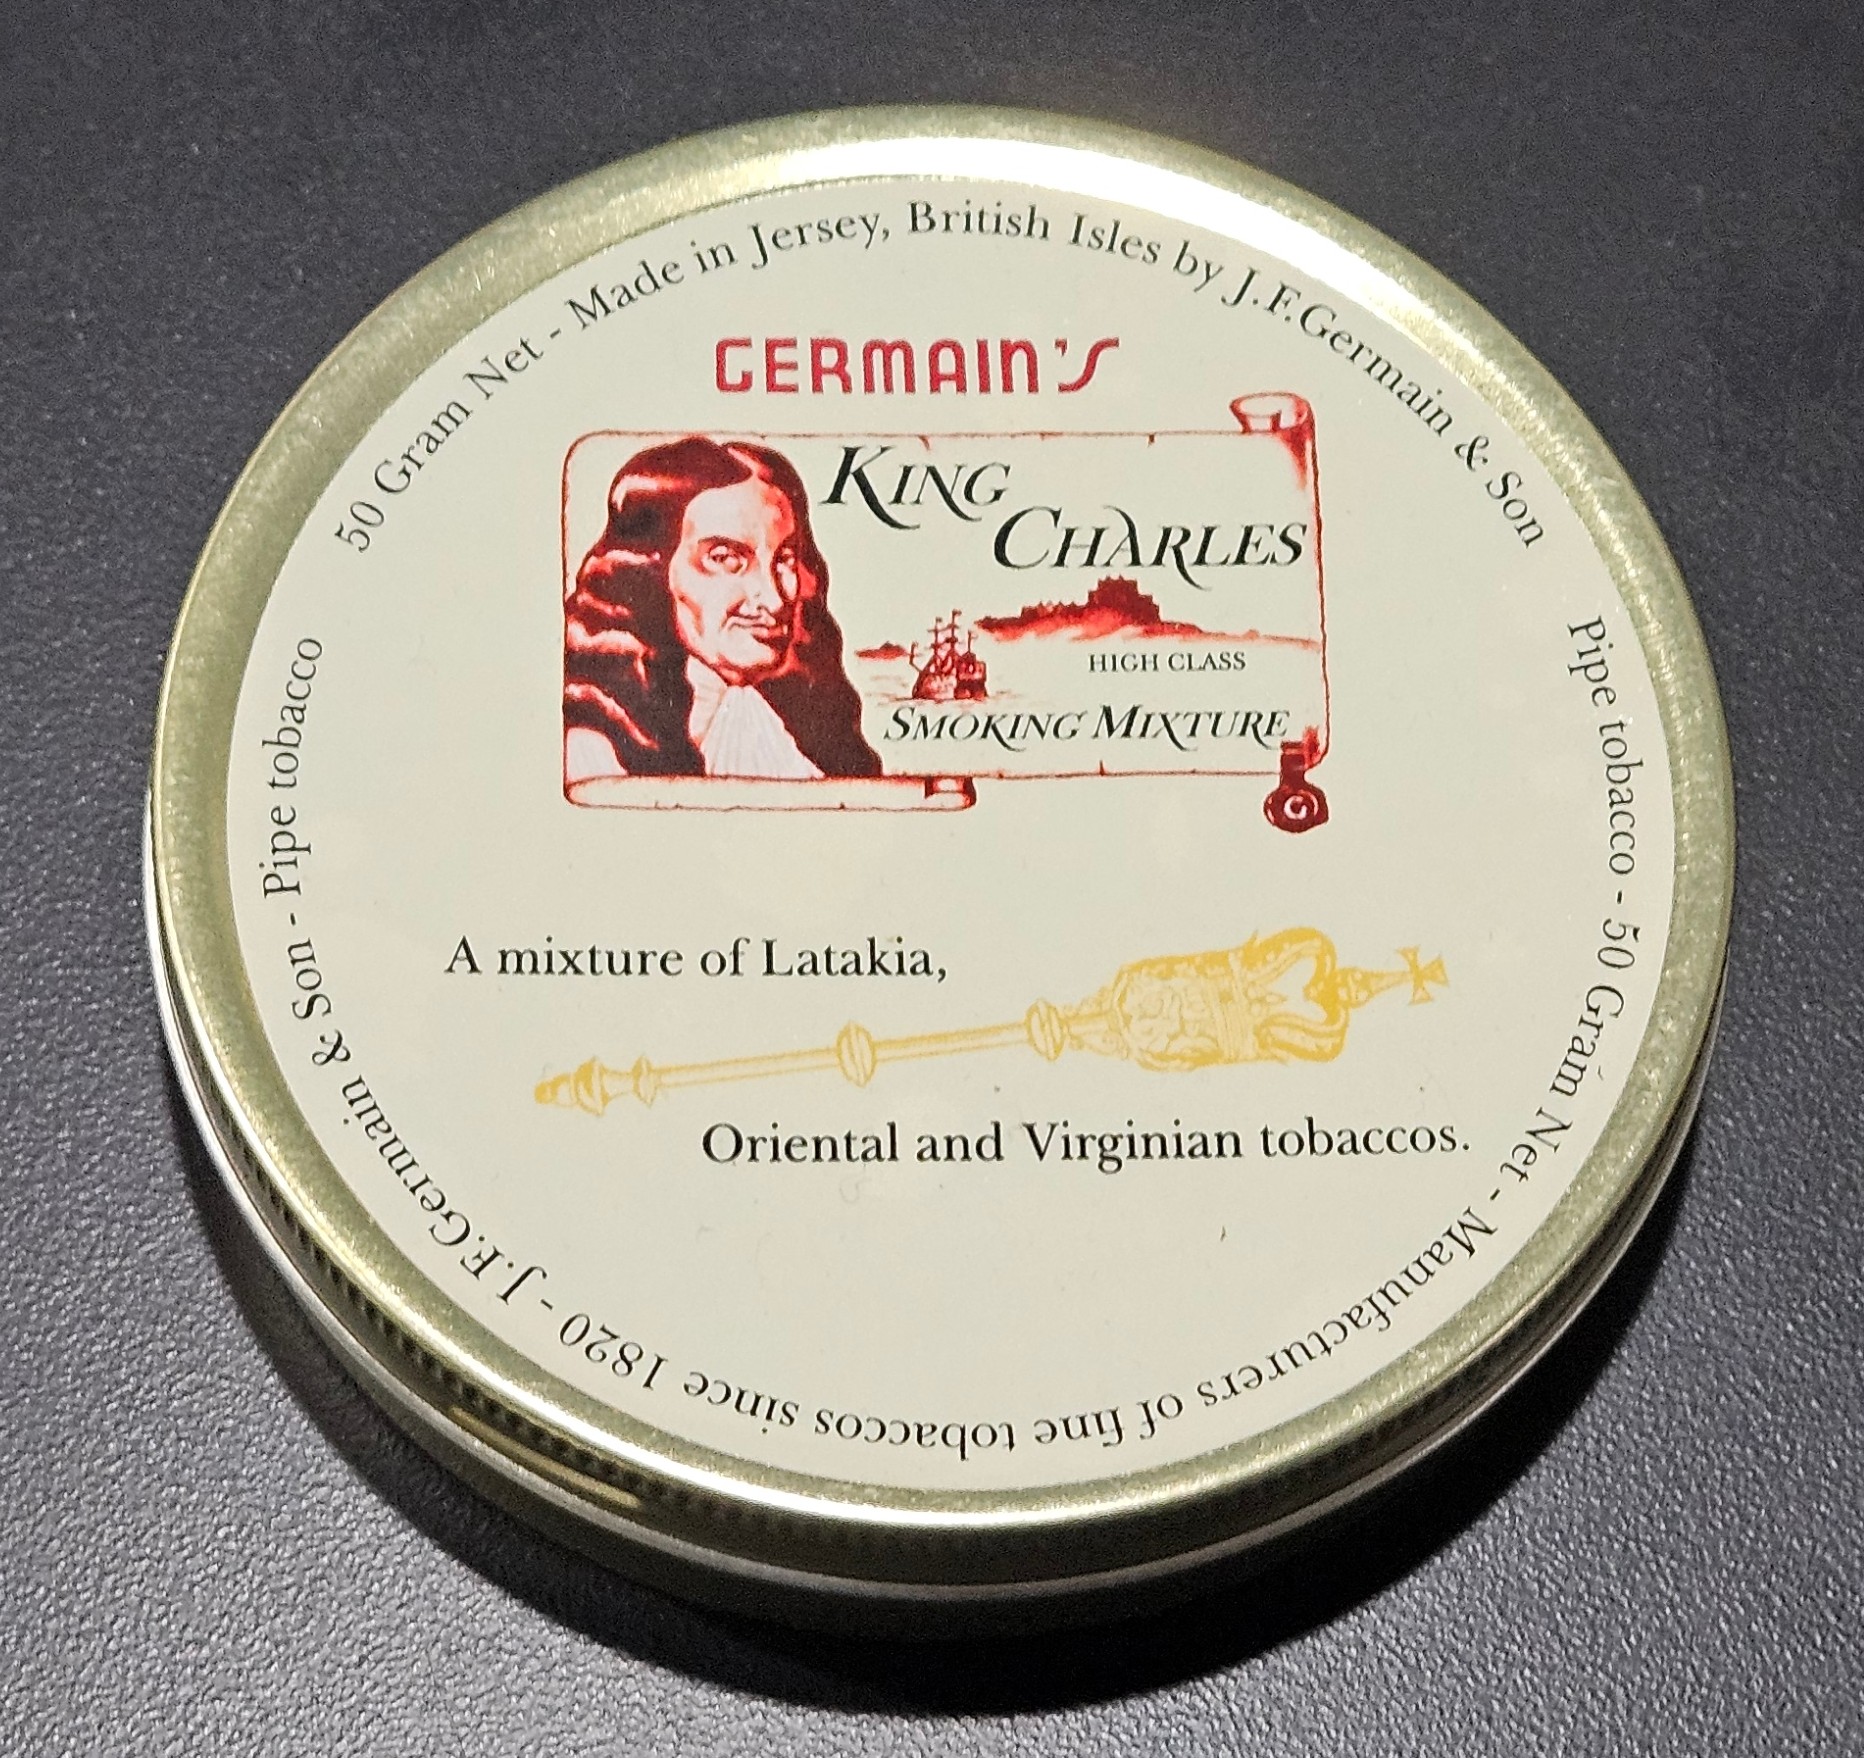 50 Gram Net - Made in Jersey, British Isles by J.F.Germain & Son
GERMAIN'S
KING
CHARLES
HIGH CLASS
SMOKING MIXTURE
A mixture of Latakia,
Oriental and Virginian tobaccos.
Pipe tobacco - 50 Gram Net - Manufacturers of fine tobaccos since 1820 - J.F.Germain & Son - Pipe tobacco